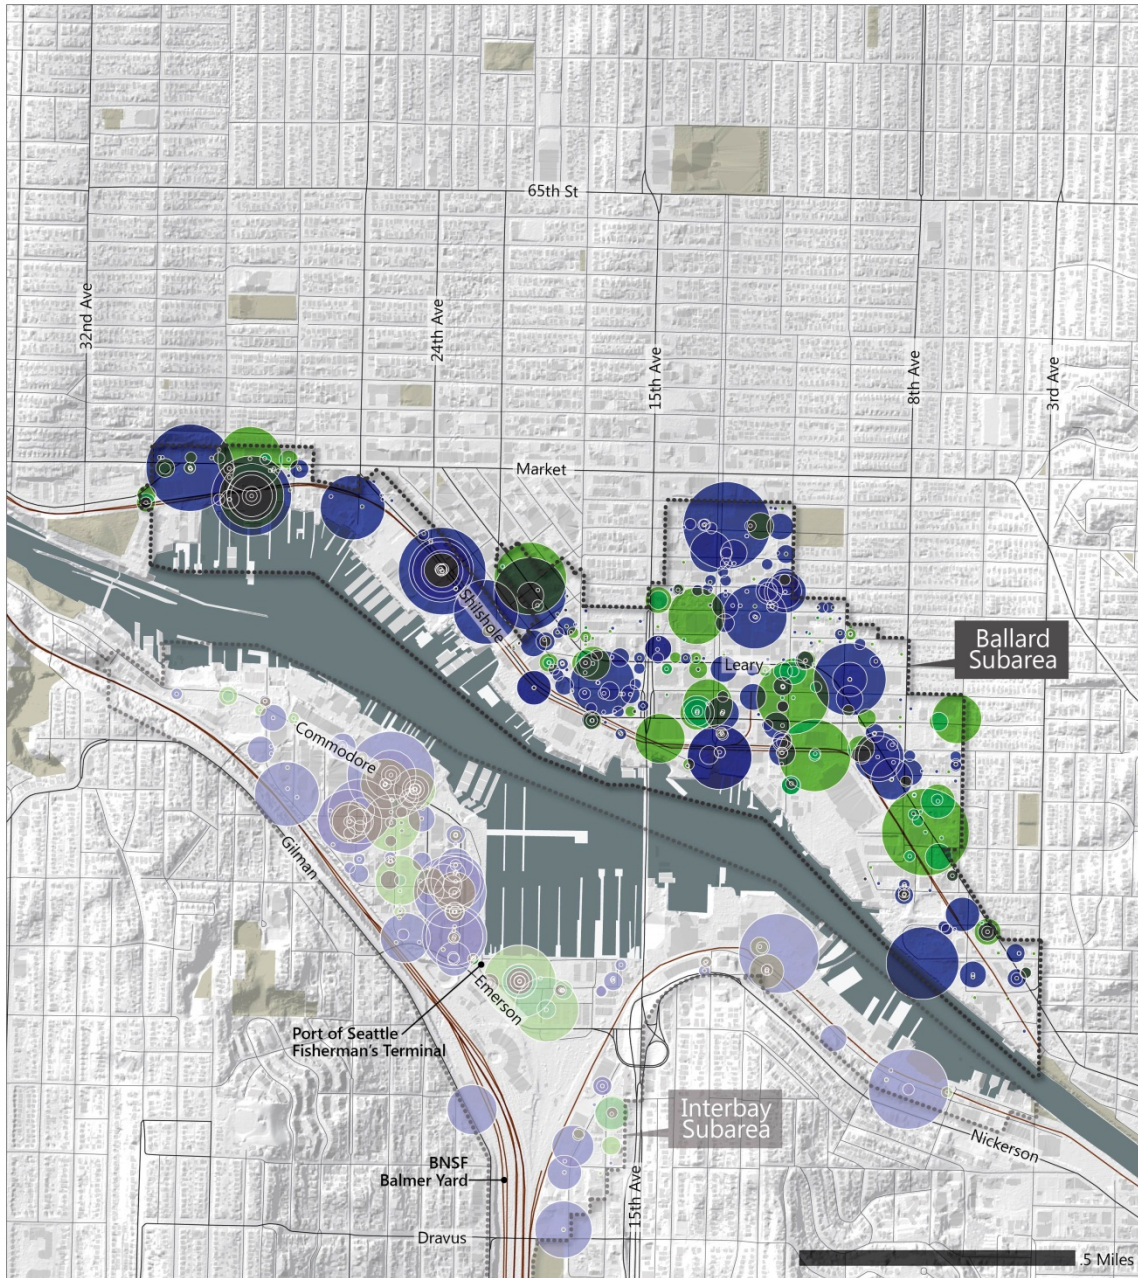 65th St
32nd Ave
24th Ave
15th Ave
8th Ave
3rd Ave
Market
Shilshole
Leary
Ballard
Subarea
Commodore
Gilman
Emerson
Port of Seattle
Fisherman's Terminal
Interbay
Subarea
Nickerson
BNSF
Balmer Yard
15th Ave
Dravus
.5 Miles